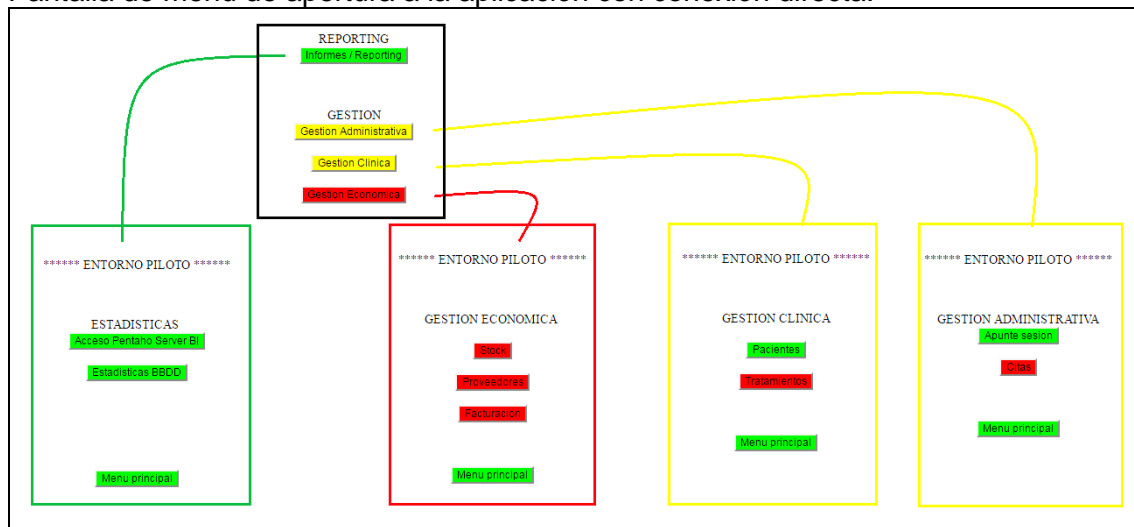 Pantalla de menú de apertura a la aplicación con conexión directa.
REPORTING
Informes / Reporting
GESTION
Gestion Administrativa
Gestion Clinica
Gestion Economica
****** ENTORNO PILOTO ******
ESTADISTICAS
Acceso Pentaho Server BI
Estadisticas BBDD
Menu principal
****** ENTORNO PILOTO ******
GESTION ECONOMICA
Stock
Proveedores
Facturacion
Menu principal
****** ENTORNO PILOTO ******
GESTION CLINICA
Pacientes
Tratamientos
Menu principal
****** ENTORNO PILOTO ******
GESTION ADMINISTRATIVA
Apunte sesion
Citas
Menu principal